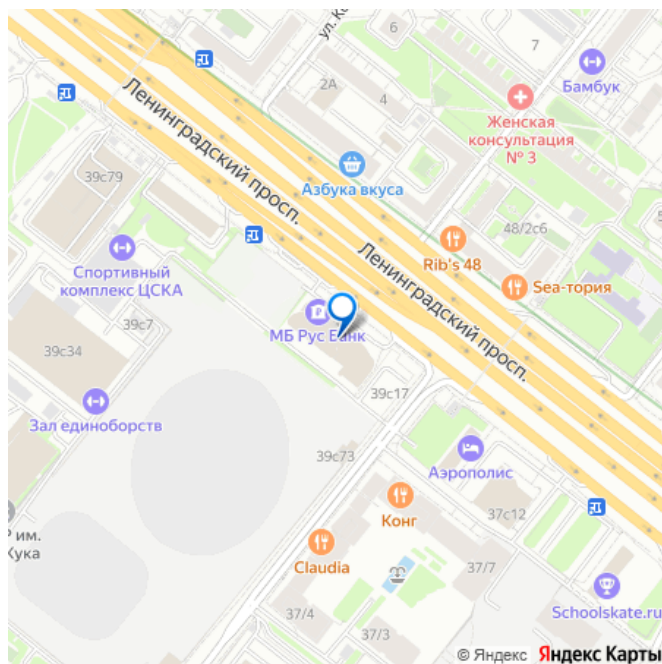 6
7
2А
4
Бамбук
Женская
консультация
№ 3
Ленинградский просп.
39с79
Азбука вкуса
48/2с6
Спортивный
комплекс ЦСКА
Ленинградский просп.
Rib's 48
Sea-тория
39с7
МБ Рус Банк
39с34
39с17
Зал единоборств
39с73
Аэрополис
Конг
37с12
им.
Кука
Claudia
37/7
37/4
37/3
Schoolskate.ru
© Яндекс Яндекс Карты